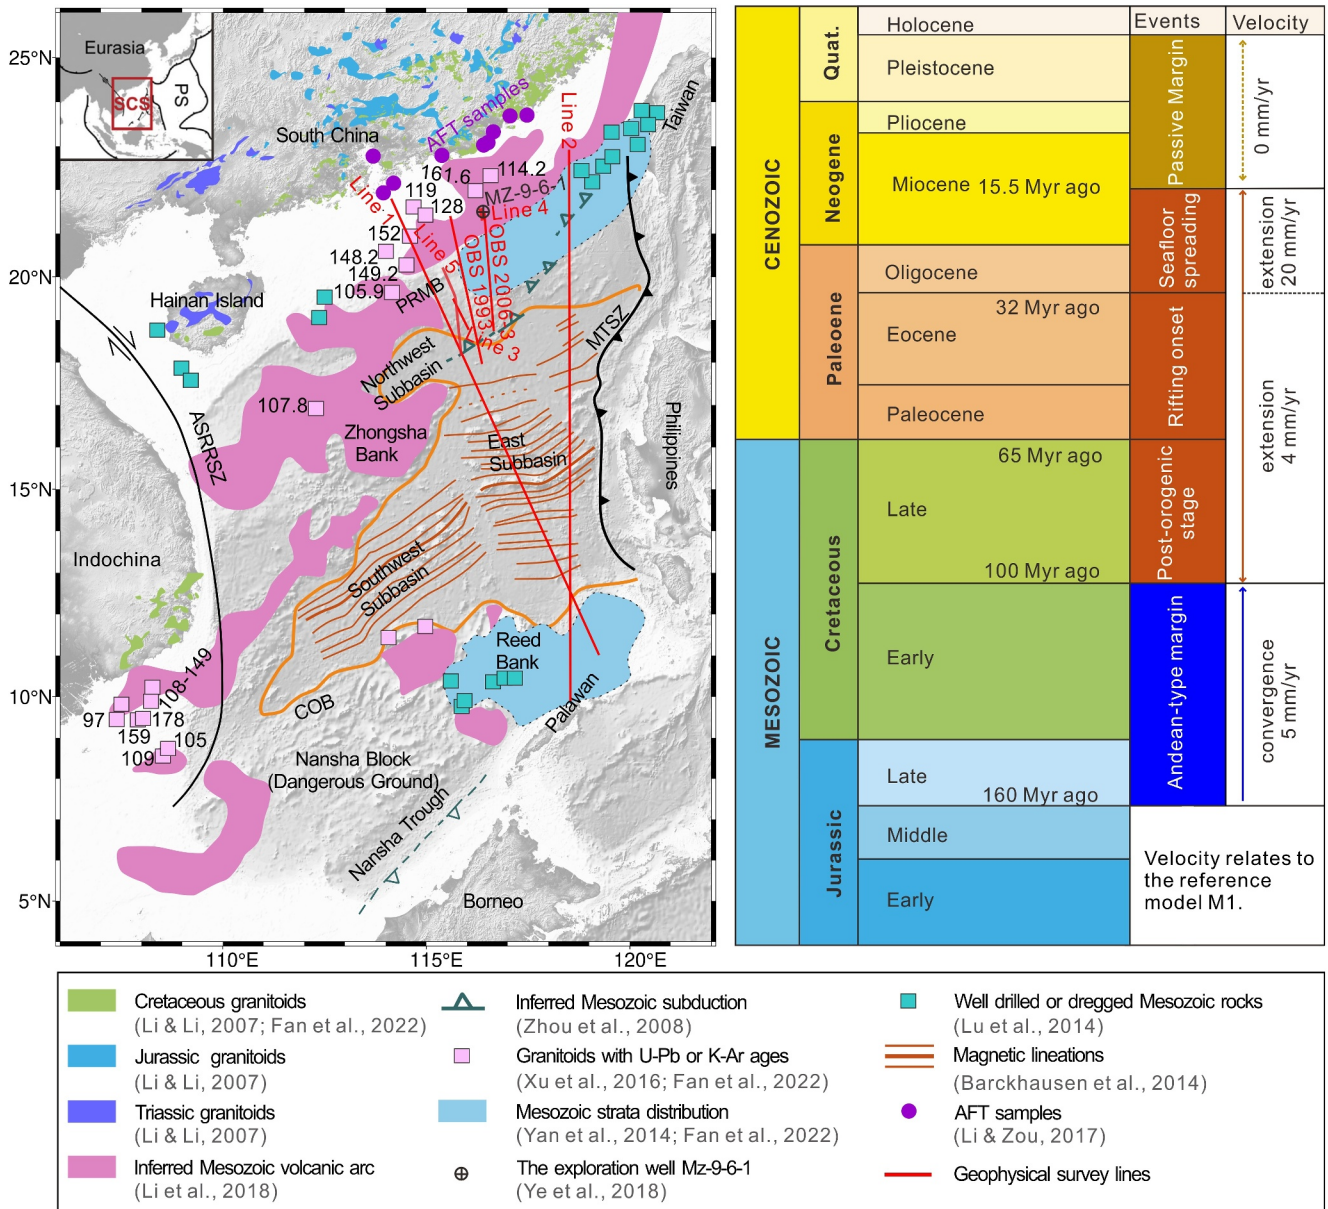 25°N
20°N
15°N
10°N
5°N
110°E
115°E
120°E
Eurasia
SCS
PS
South China
AFT samples
Line 2
Taiwan
161.6
114.2
119
128
MZ-9-6-1
Line 1
Line 4
152
Line 5
148.2
149.2
105.9
OBS 1993
OBS 2006-3
Line 3
PRMB
Hainan Island
Northwest
Subbasin
MTSZ
107.8
Zhongsha
Bank
ASRRSZ
East
Subbasin
Philippines
Indochina
Southwest
Subbasin
Reed
Bank
108-149
97
178
159
105
109
COB
Palawan
Nansha Block
(Dangerous Ground)
Nansha Trough
Borneo
CENOZOIC
MESOZOIC
Quat.
Neogene
Paleoene
Cretaceous
Jurassic
Holocene
Pleistocene
Pliocene
Miocene 15.5 Myr ago
Oligocene
32 Myr ago
Eocene
Paleocene
65 Myr ago
Late
100 Myr ago
Early
Late
160 Myr ago
Middle
Early
Events
Passive Margin
Seafloor
spreading
Rifting onset
Post-orogenic
stage
Andean-type margin
Velocity
0 mm/yr
extension
20 mm/yr
extension
4 mm/yr
convergence
5 mm/yr
Velocity relates to
the reference
model M1.
Cretaceous granitoids
(Li & Li, 2007; Fan et al., 2022)
Jurassic granitoids
(Li & Li, 2007)
Triassic granitoids
(Li & Li, 2007)
Inferred Mesozoic volcanic arc
(Li et al., 2018)
Inferred Mesozoic subduction
(Zhou et al., 2008)
Granitoids with U-Pb or K-Ar ages
(Xu et al., 2016; Fan et al., 2022)
Mesozoic strata distribution
(Yan et al., 2014; Fan et al., 2022)
The exploration well Mz-9-6-1
(Ye et al., 2018)
Well drilled or dregged Mesozoic rocks
(Lu et al., 2014)
Magnetic lineations
(Barckhausen et al., 2014)
AFT samples
(Li & Zou, 2017)
Geophysical survey lines